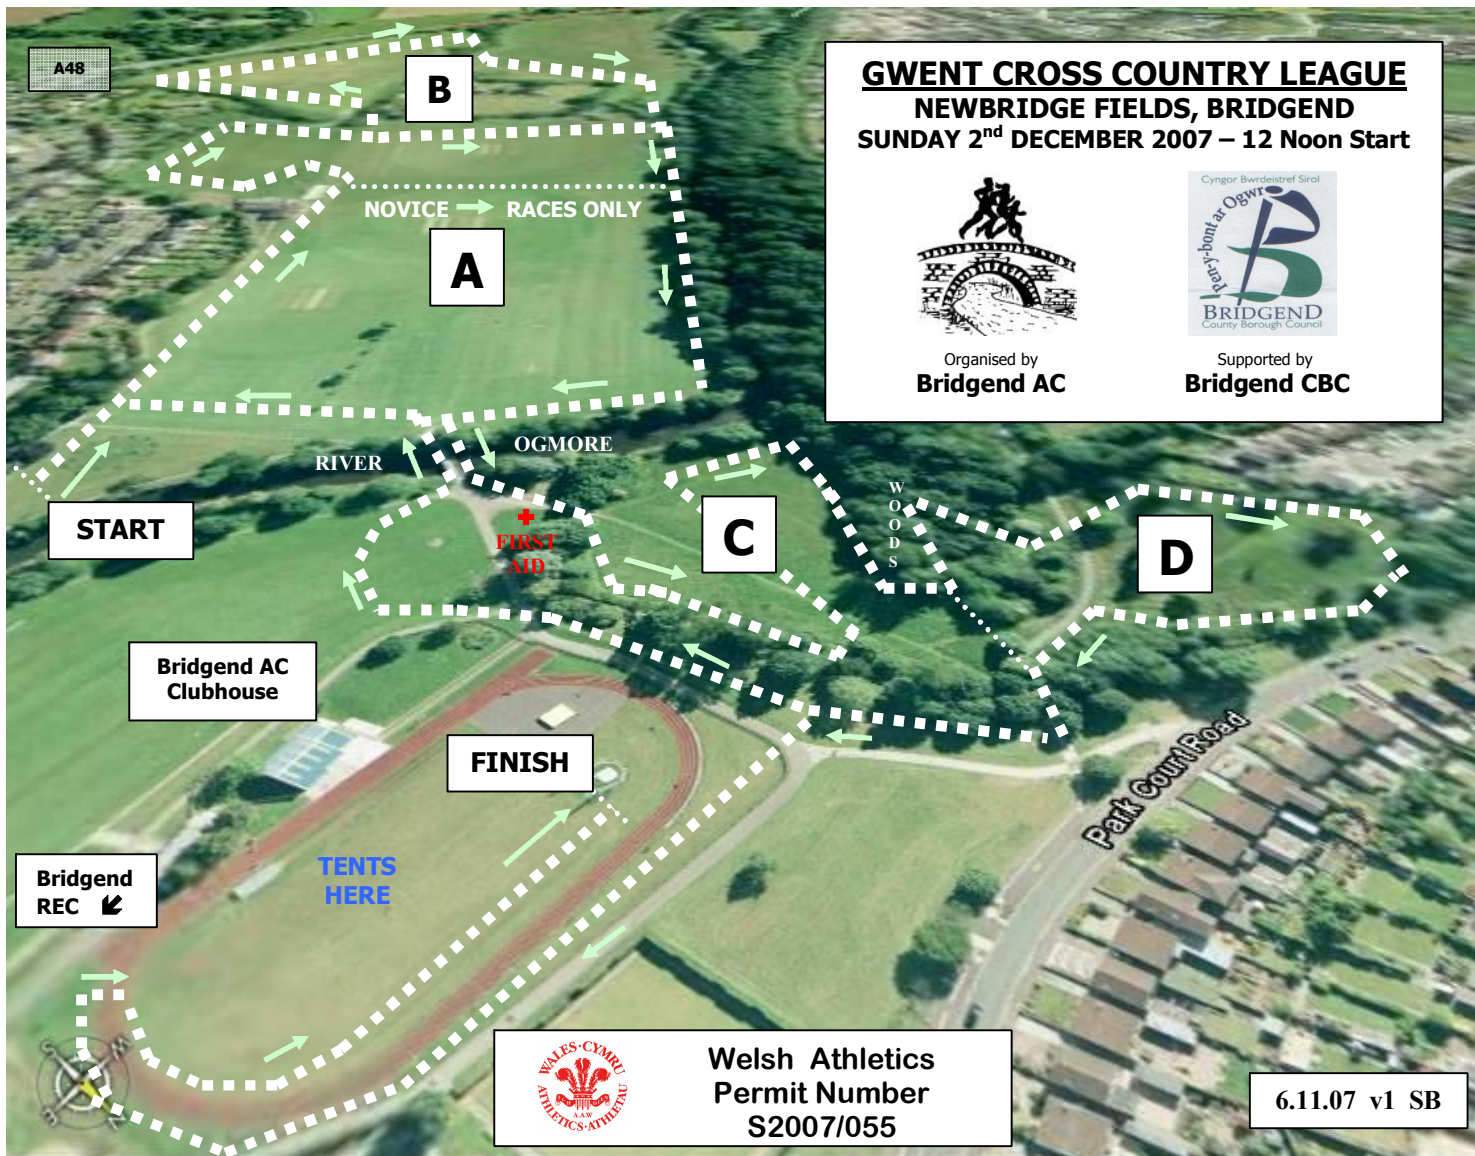 A48
B
GWENT CROSS COUNTRY LEAGUE
NEWBRIDGE FIELDS, BRIDGEND
SUNDAY 2nd DECEMBER 2007 – 12 Noon Start
Cyngor Bwrdeistref Sirol
Pen-y-bont ar Ogwr
BRIDGEND
County Borough Council
Organised by
Bridgend AC
Supported by
Bridgend CBC
NOVICE RACES ONLY
A
RIVER OGMORE
START
FIRST
AID
C
WOODS
D
Bridgend AC
Clubhouse
FINISH
Park Court Road
TENTS
HERE
Bridgend
REC
WALES·CYMRU
ATHLETICS·ATHLETAU
A.A.W
Welsh Athletics
Permit Number
S2007/055
6.11.07 v1 SB